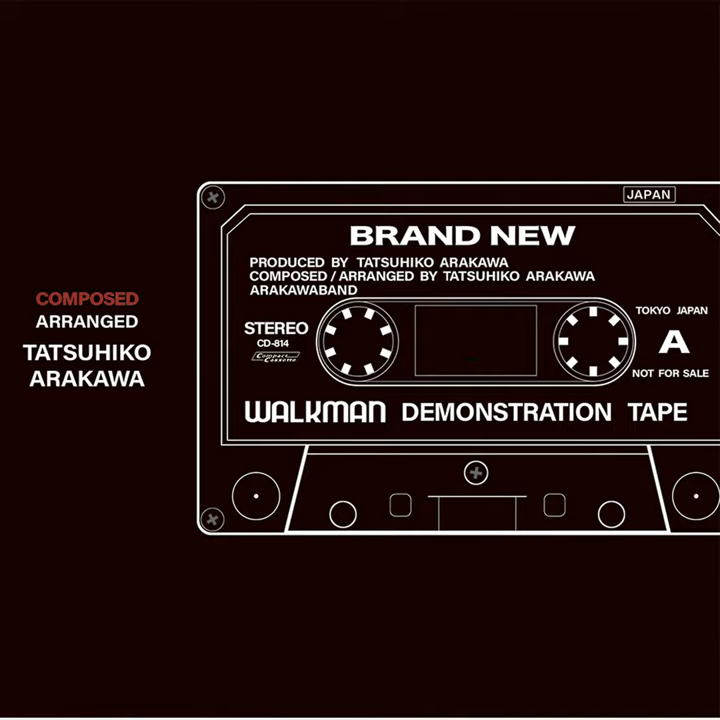 COMPOSED
ARRANGED
TATSUHIKO
ARAKAWA
JAPAN
BRAND NEW
PRODUCED BY TATSUHIKO ARAKAWA
COMPOSED / ARRANGED BY TATSUHIKO ARAKAWA
ARAKAWABAND
STEREO
CD-814
Compact
Cassette
TOKYO JAPAN
A
NOT FOR SALE
WALKMAN DEMONSTRATION TAPE